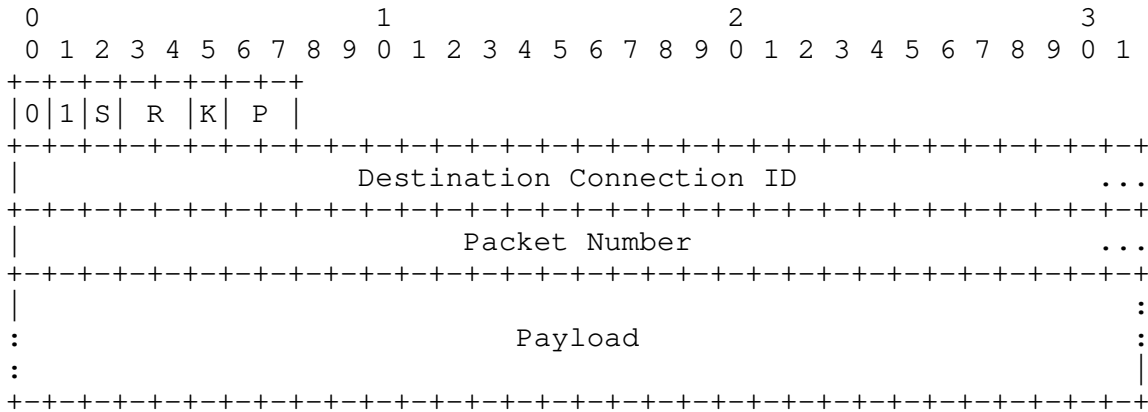 0                   1                   2                   3
 0 1 2 3 4 5 6 7 8 9 0 1 2 3 4 5 6 7 8 9 0 1 2 3 4 5 6 7 8 9 0 1
+-+-+-+-+-+-+-+-+
|0|1|S| R |K| P |
+-+-+-+-+-+-+-+-+-+-+-+-+-+-+-+-+-+-+-+-+-+-+-+-+-+-+-+-+-+-+-+-+
|                   Destination Connection ID                 ...
+-+-+-+-+-+-+-+-+-+-+-+-+-+-+-+-+-+-+-+-+-+-+-+-+-+-+-+-+-+-+-+-+
|                         Packet Number                       ...
+-+-+-+-+-+-+-+-+-+-+-+-+-+-+-+-+-+-+-+-+-+-+-+-+-+-+-+-+-+-+-+-+
|                                                               :
:                            Payload                            :
:                                                               |
+-+-+-+-+-+-+-+-+-+-+-+-+-+-+-+-+-+-+-+-+-+-+-+-+-+-+-+-+-+-+-+-+